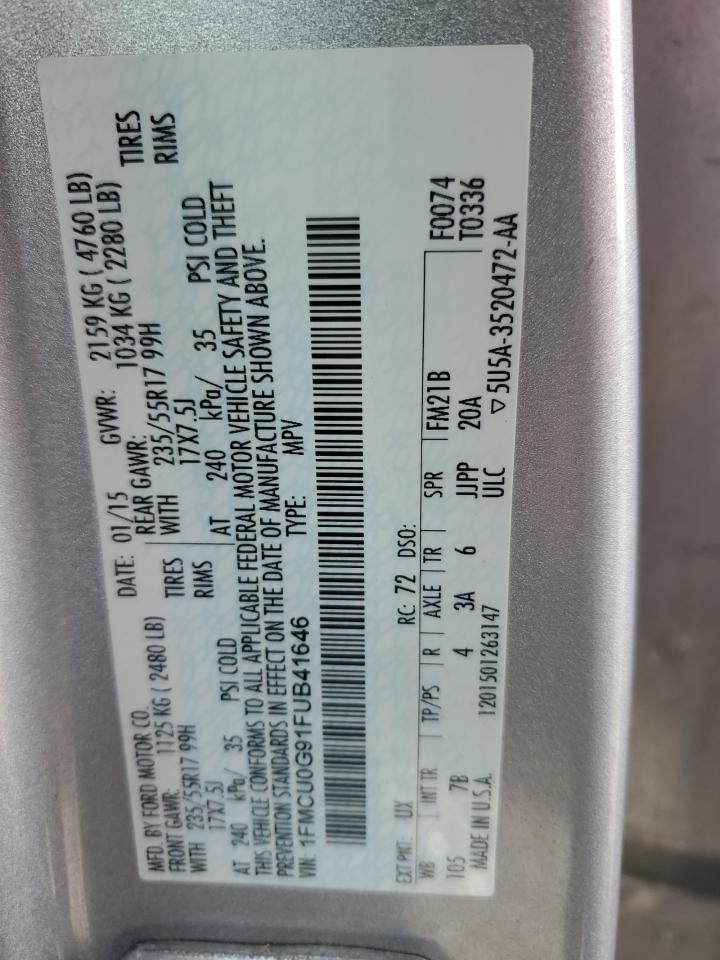 MFD. BY FORD MOTOR CO.
DATE: 01/15 GVWR: 2159 KG ( 4760 LB)
FRONT GAWR: 1125 KG ( 2480 LB) REAR GAWR: 1034 KG ( 2280 LB)
WITH 235/55R17 99H TIRES WITH 235/55R17 99H TIRES
17X7.5J RIMS 17X7.5J RIMS
AT 240 kPa/ 35 PSI COLD AT 240 kPa/ 35 PSI COLD
THIS VEHICLE CONFORMS TO ALL APPLICABLE FEDERAL MOTOR VEHICLE SAFETY AND THEFT
PREVENTION STANDARDS IN EFFECT ON THE DATE OF MANUFACTURE SHOWN ABOVE.
VIN: 1FMCU0G91FUB41646 TYPE: MPV
EXT PNT: UX RC: 72 DSO:
WB INT TR TP/PS R AXLE TR SPR FM21B F0074
105 7B 4 3A 6 JJPP 20A T0336
MADE IN U.S.A. 1201501263147 ULC ▽ 5U5A-3520472-AA